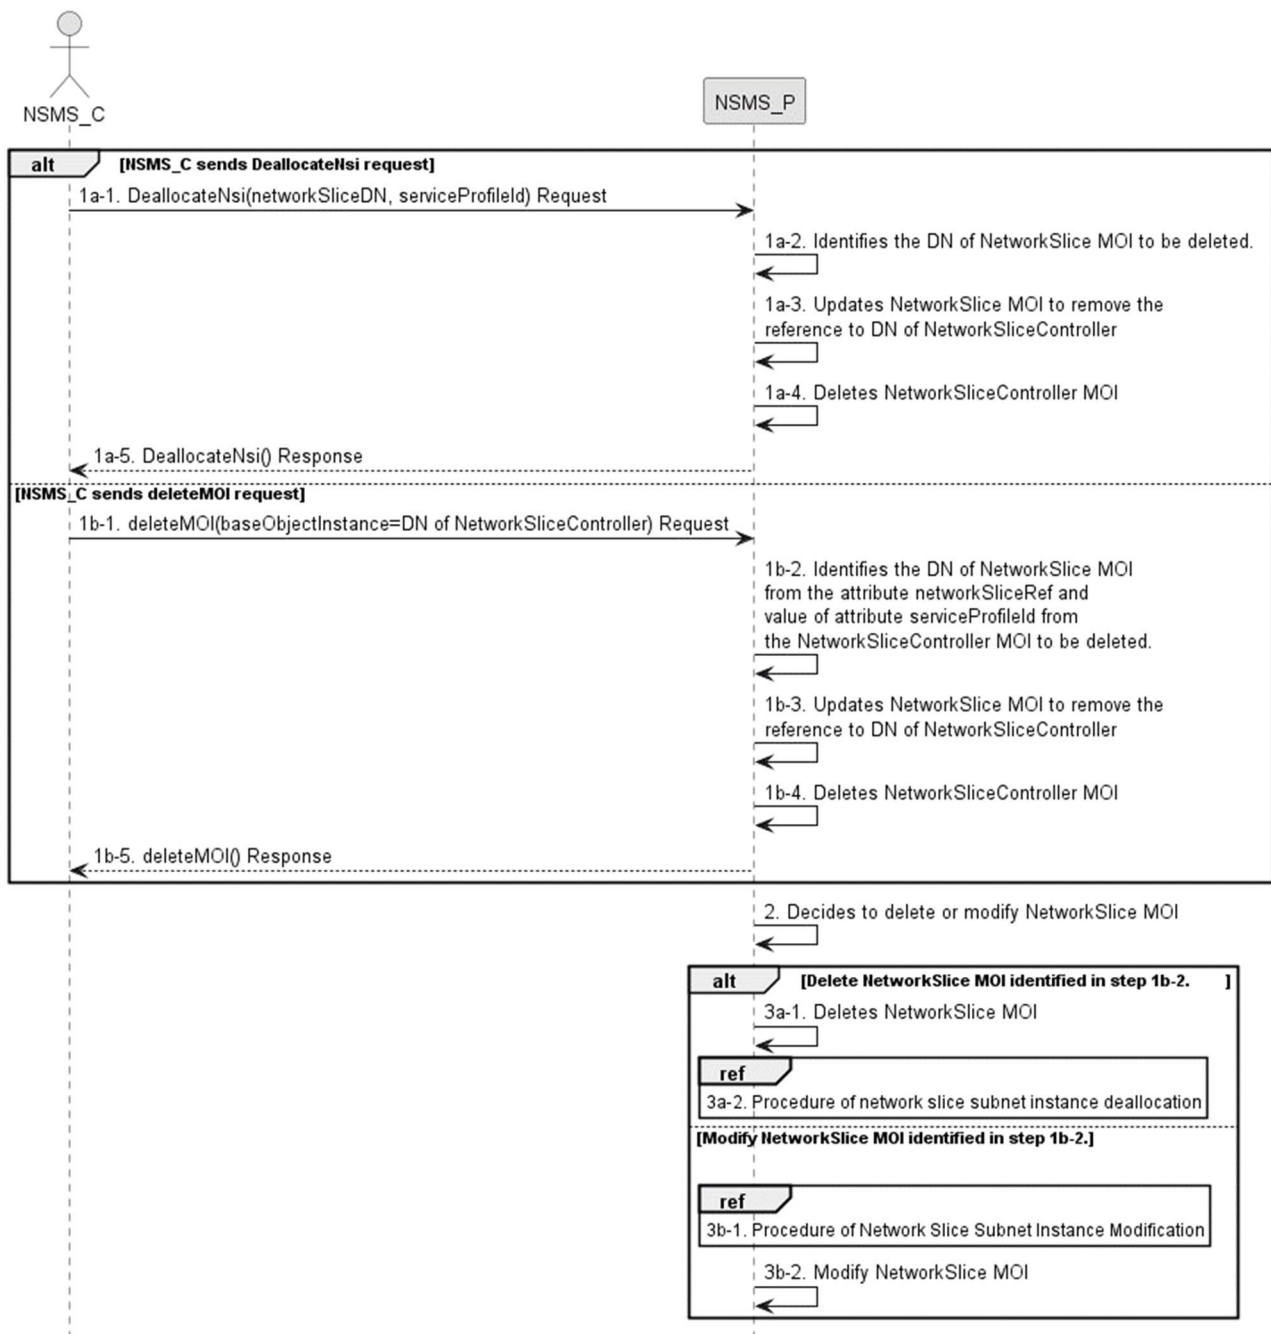 NSMS_C
NSMS_P
alt [NSMS_C sends DeallocateNsi request]
1a-1. DeallocateNsi(networkSliceDN, serviceProfileId) Request
1a-2. Identifies the DN of NetworkSlice MOI to be deleted.
1a-3. Updates NetworkSlice MOI to remove the
reference to DN of NetworkSliceController
1a-4. Deletes NetworkSliceController MOI
1a-5. DeallocateNsi() Response
[NSMS_C sends deleteMOI request]
1b-1. deleteMOI(baseObjectInstance=DN of NetworkSliceController) Request
1b-2. Identifies the DN of NetworkSlice MOI
from the attribute networkSliceRef and
value of attribute serviceProfileId from
the NetworkSliceController MOI to be deleted.
1b-3. Updates NetworkSlice MOI to remove the
reference to DN of NetworkSliceController
1b-4. Deletes NetworkSliceController MOI
1b-5. deleteMOI() Response
2. Decides to delete or modify NetworkSlice MOI
alt [Delete NetworkSlice MOI identified in step 1b-2. ]
3a-1. Deletes NetworkSlice MOI
ref
3a-2. Procedure of network slice subnet instance deallocation
[Modify NetworkSlice MOI identified in step 1b-2.]
ref
3b-1. Procedure of Network Slice Subnet Instance Modification
3b-2. Modify NetworkSlice MOI